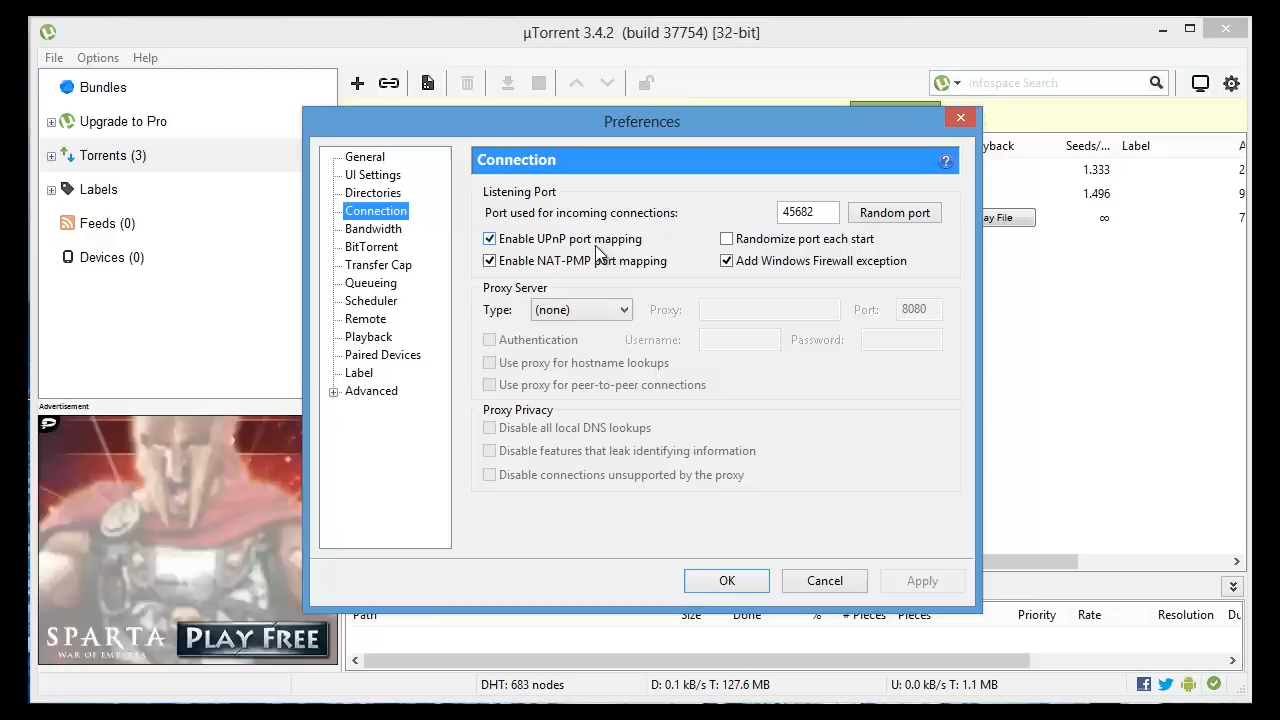 µTorrent 3.4.2 (build 37754) [32-bit]
File Options Help
Bundles
Upgrade to Pro
Torrents (3)
Labels
Feeds (0)
Devices (0)
Infospace Search
Preferences
General
UI Settings
Directories
Connection
Bandwidth
BitTorrent
Transfer Cap
Queueing
Scheduler
Remote
Playback
Paired Devices
Label
Advanced
Connection
Listening Port
Port used for incoming connections: 45682 Random port
Enable UPnP port mapping Randomize port each start
Enable NAT-PMP port mapping Add Windows Firewall exception
Proxy Server
Type: (none) Proxy: Port: 8080
Authentication Username: Password:
Use proxy for hostname lookups
Use proxy for peer-to-peer connections
Proxy Privacy
Disable all local DNS lookups
Disable features that leak identifying information
Disable connections unsupported by the proxy
OK Cancel Apply
yback Seeds/... Label A
1.333 2
1.496 9
ay File ∞ 7
Advertisement
SPARTA
WAR OF EMPIRES
PLAY FREE
Path Size Done % # Pieces Pieces Priority Rate Resolution Du
DHT: 683 nodes D: 0.1 kB/s T: 127.6 MB U: 0.0 kB/s T: 1.1 MB